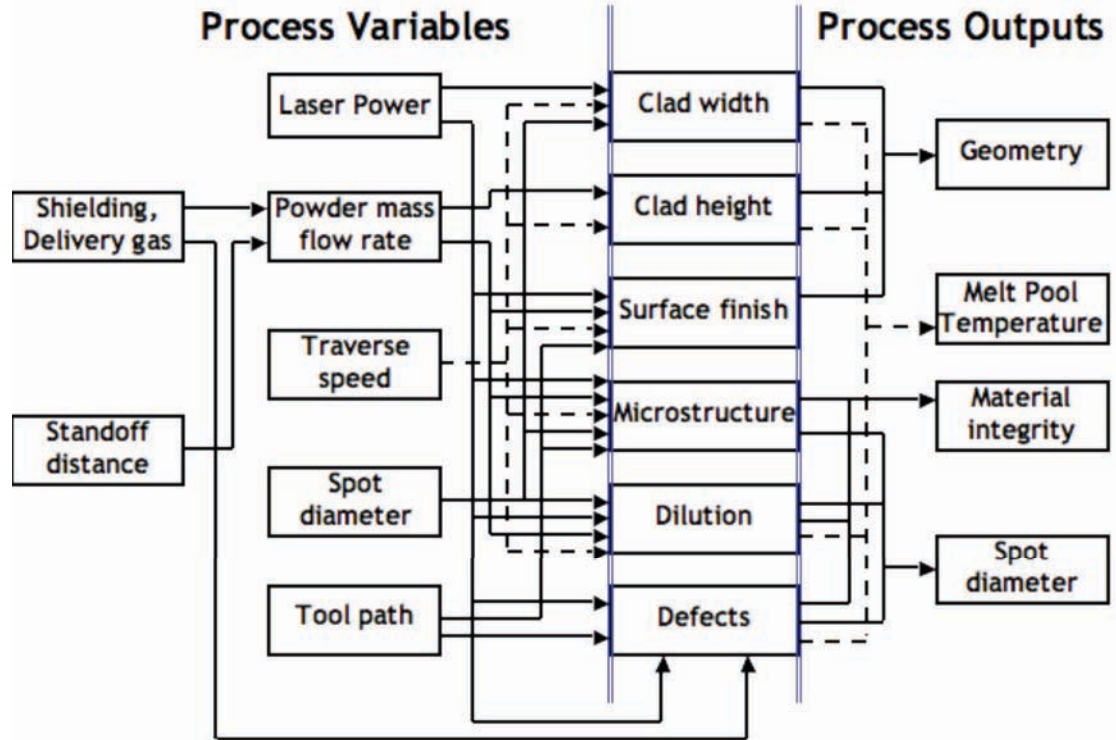 Process Variables
Process Outputs
Laser Power
Shielding,
Delivery gas
Powder mass
flow rate
Traverse
speed
Standoff
distance
Spot
diameter
Tool path
Clad width
Clad height
Surface finish
Microstructure
Dilution
Defects
Geometry
Melt Pool
Temperature
Material
integrity
Spot
diameter